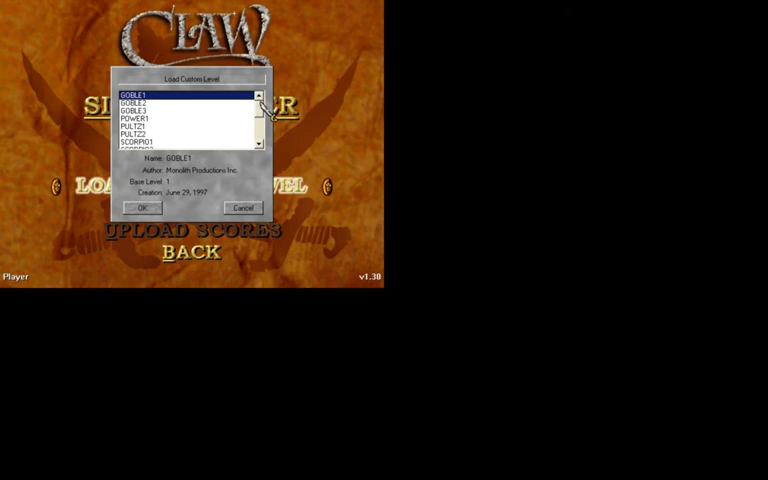 CLAW
Load Custom Level
GOBLE1
GOBLE2
GOBLE3
POWER1
PULTZ1
PULTZ2
SCORPIO1
Name: GOBLE1
Author: Monolith Productions Inc.
Base Level: 1
Creation: June 29, 1997
OK
Cancel
UPLOAD SCORES
BACK
Player
v1.30